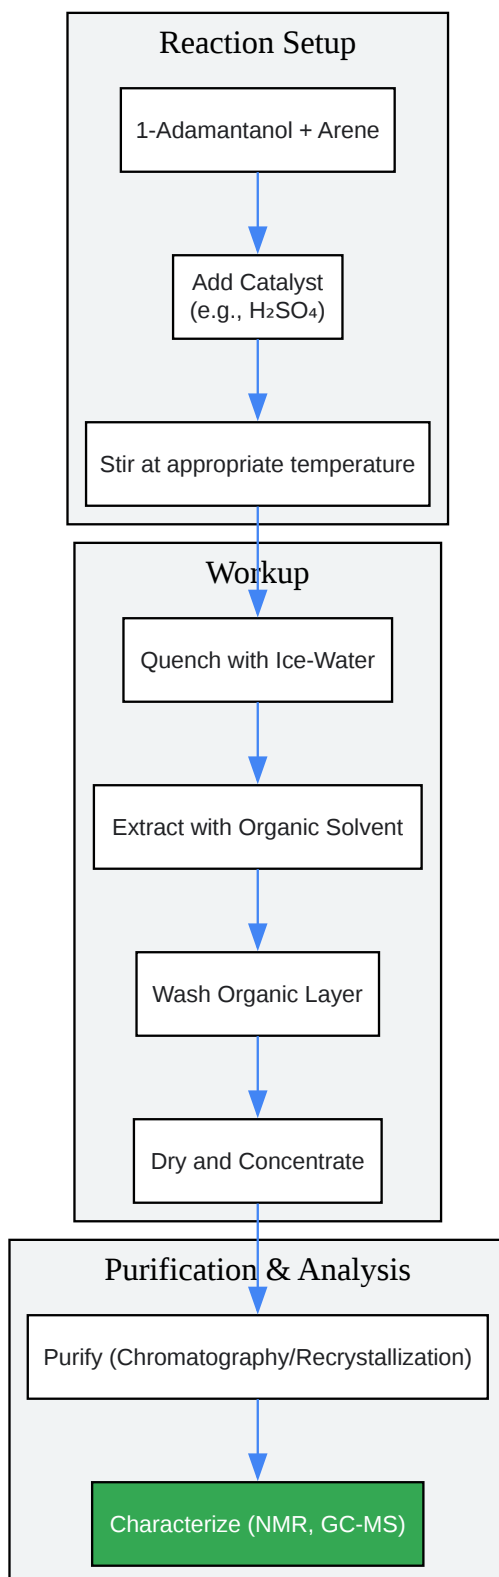 Reaction Setup
1-Adamantanol + Arene
Add Catalyst
(e.g., H₂SO₄)
Stir at appropriate temperature
Workup
Quench with Ice-Water
Extract with Organic Solvent
Wash Organic Layer
Dry and Concentrate
Purification & Analysis
Purify (Chromatography/Recrystallization)
Characterize (NMR, GC-MS)